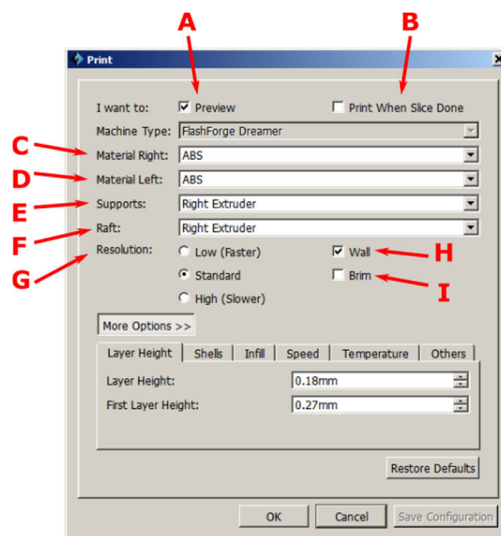 A
B
Print
I want to: Preview Print When Slice Done
Machine Type: FlashForge Dreamer
C Material Right: ABS
D Material Left: ABS
E Supports: Right Extruder
F Raft: Right Extruder
G Resolution: Low (Faster) Wall H
Standard Brim I
High (Slower)
More Options >>
Layer Height Shells Infill Speed Temperature Others
Layer Height: 0.18mm
First Layer Height: 0.27mm
Restore Defaults
OK Cancel Save Configuration